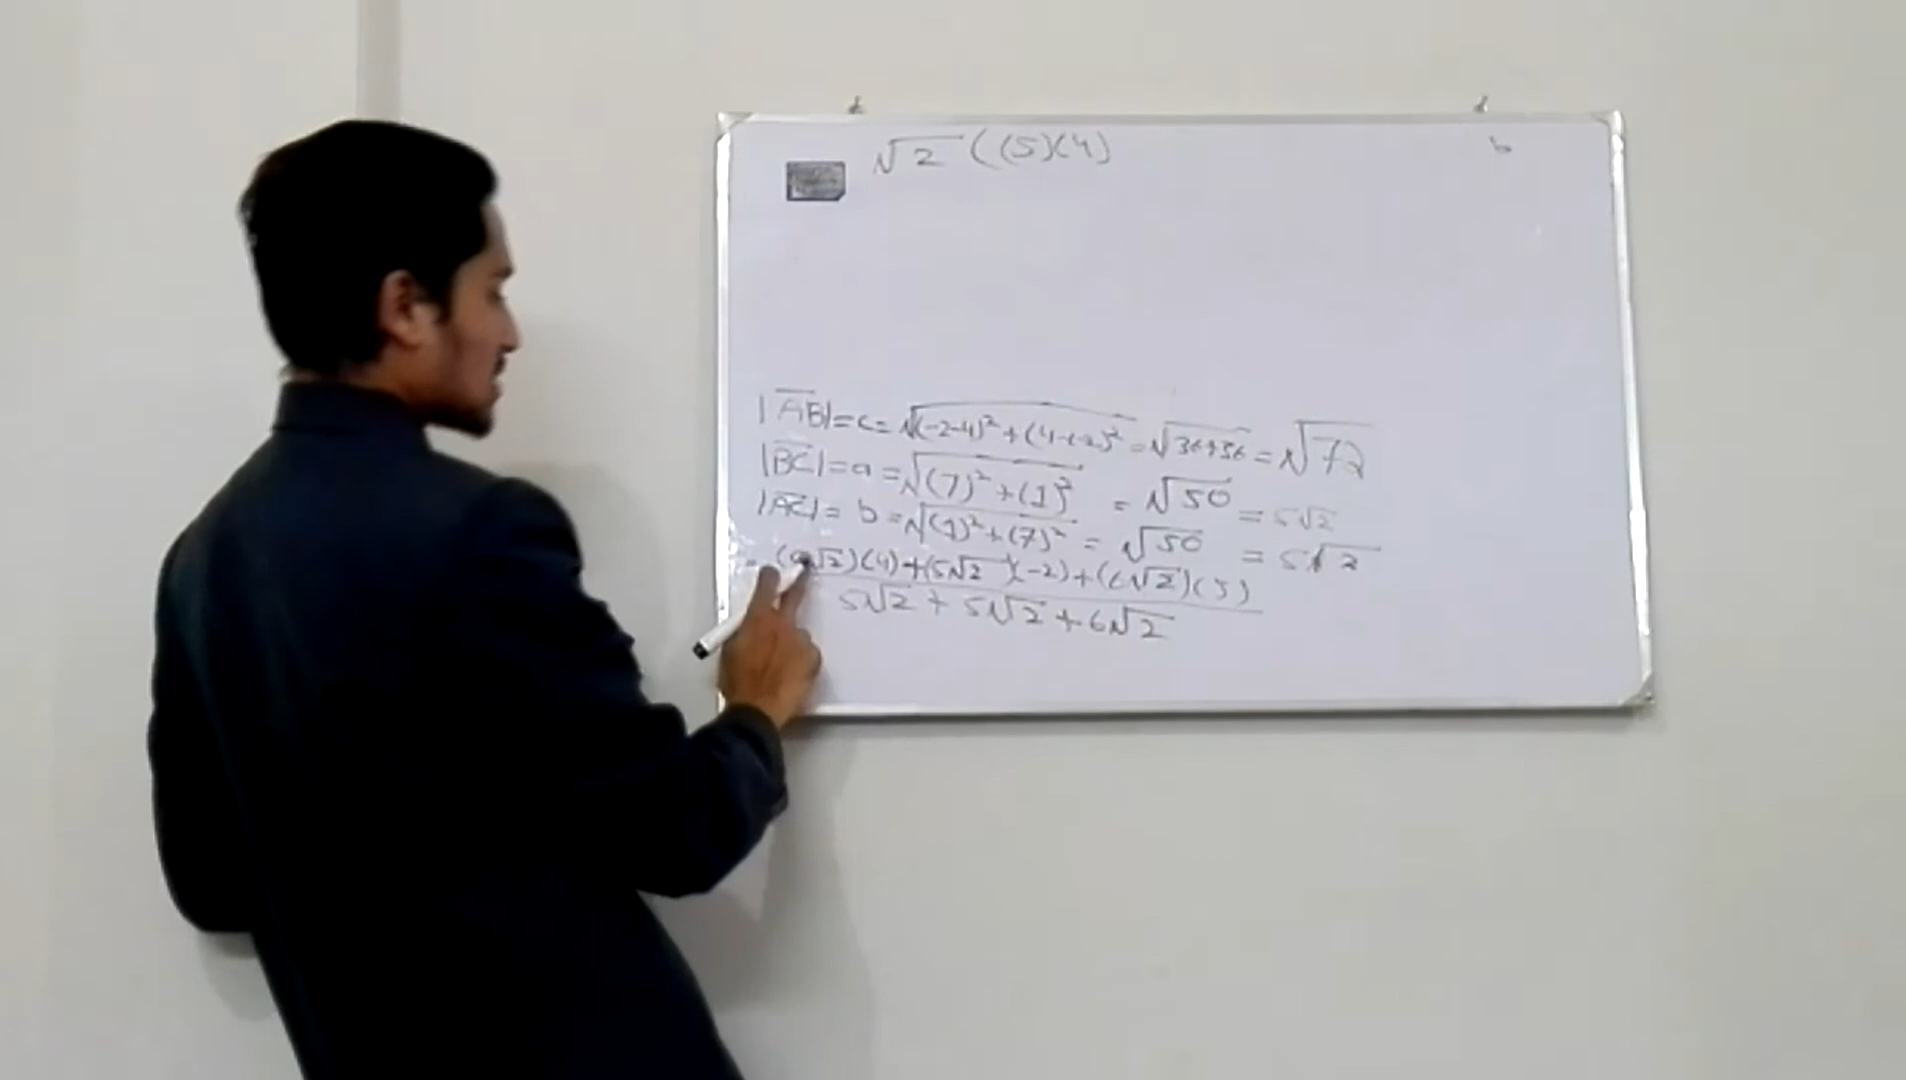 √2 ((5)(4)
b
|AB| = c = √(-2-4)² + (4-(-2)² = √36+36 = √72
|BC| = a = √(7)² + (1)² = √50 = 5√2
|AC| = b = √(1)² + (7)² = √50 = 5√2
= (5√2)(4) + (5√2)(-2) + (6√2)(5)
5√2 + 5√2 + 6√2